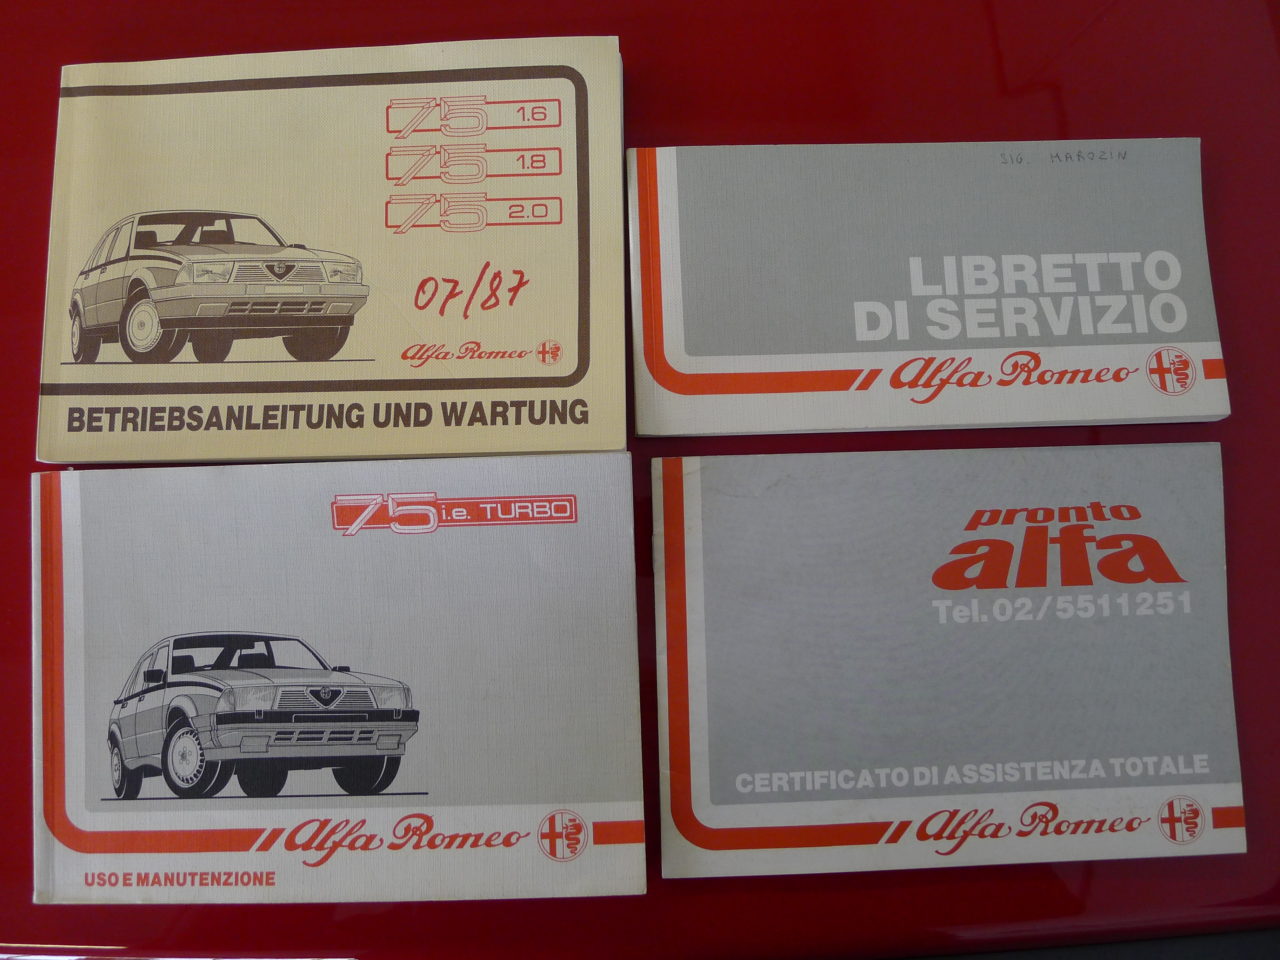 75 1.6
75 1.8
75 2.0
07/87
Alfa Romeo
BETRIEBSANLEITUNG UND WARTUNG
SIG. MAROZIN
LIBRETTO
DI SERVIZIO
Alfa Romeo
75 i.e. TURBO
Alfa Romeo
USO E MANUTENZIONE
pronto
alfa
Tel. 02/5511251
CERTIFICATO DI ASSISTENZA TOTALE
Alfa Romeo